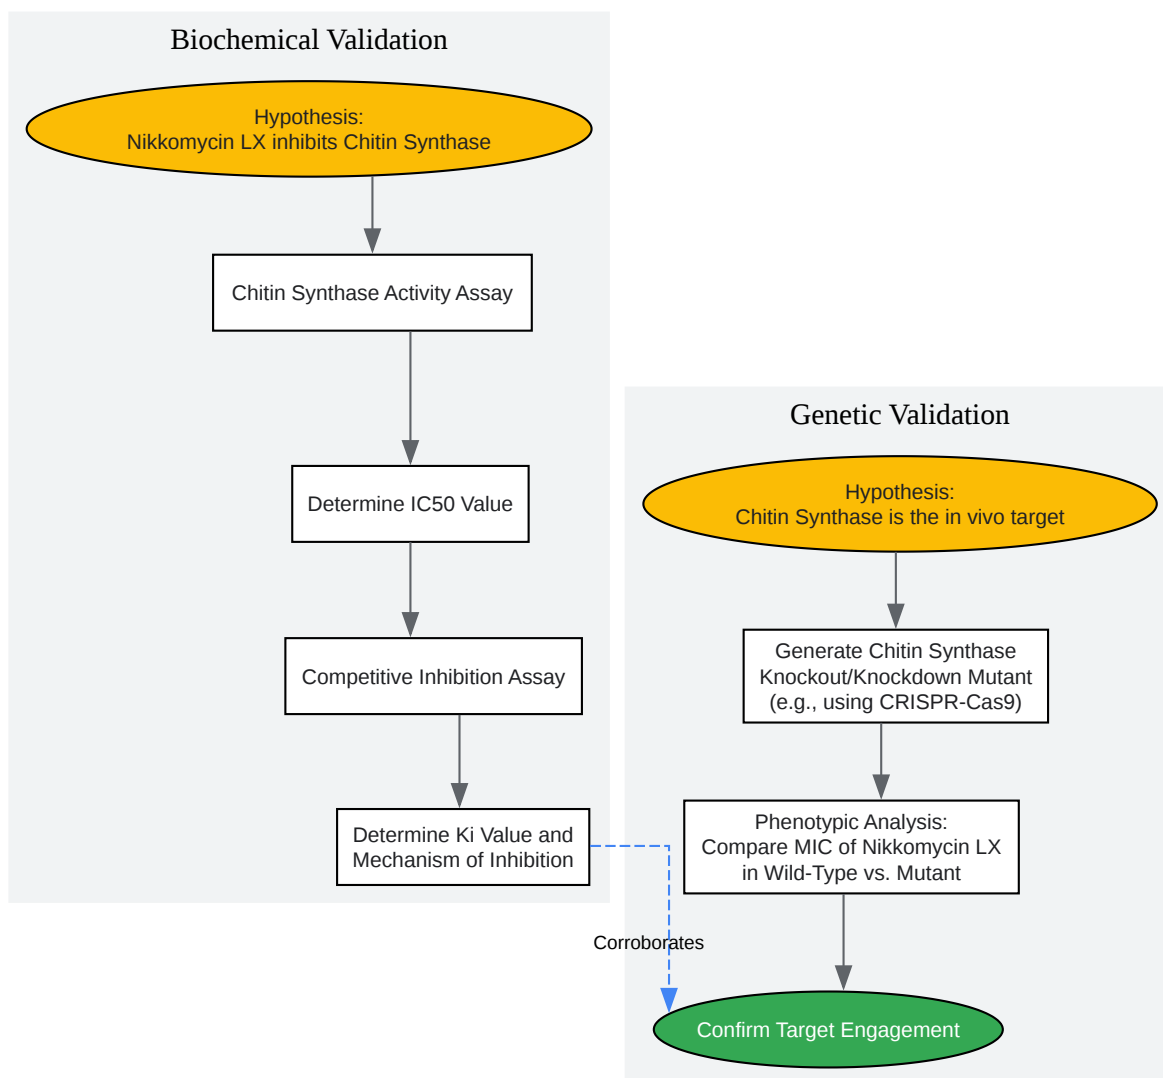 Biochemical Validation
Hypothesis:
Nikkomycin LX inhibits Chitin Synthase
Chitin Synthase Activity Assay
Determine IC50 Value
Competitive Inhibition Assay
Determine Ki Value and
Mechanism of Inhibition
Genetic Validation
Hypothesis:
Chitin Synthase is the in vivo target
Generate Chitin Synthase
Knockout/Knockdown Mutant
(e.g., using CRISPR-Cas9)
Phenotypic Analysis:
Compare MIC of Nikkomycin LX
in Wild-Type vs. Mutant
Corroborates
Confirm Target Engagement